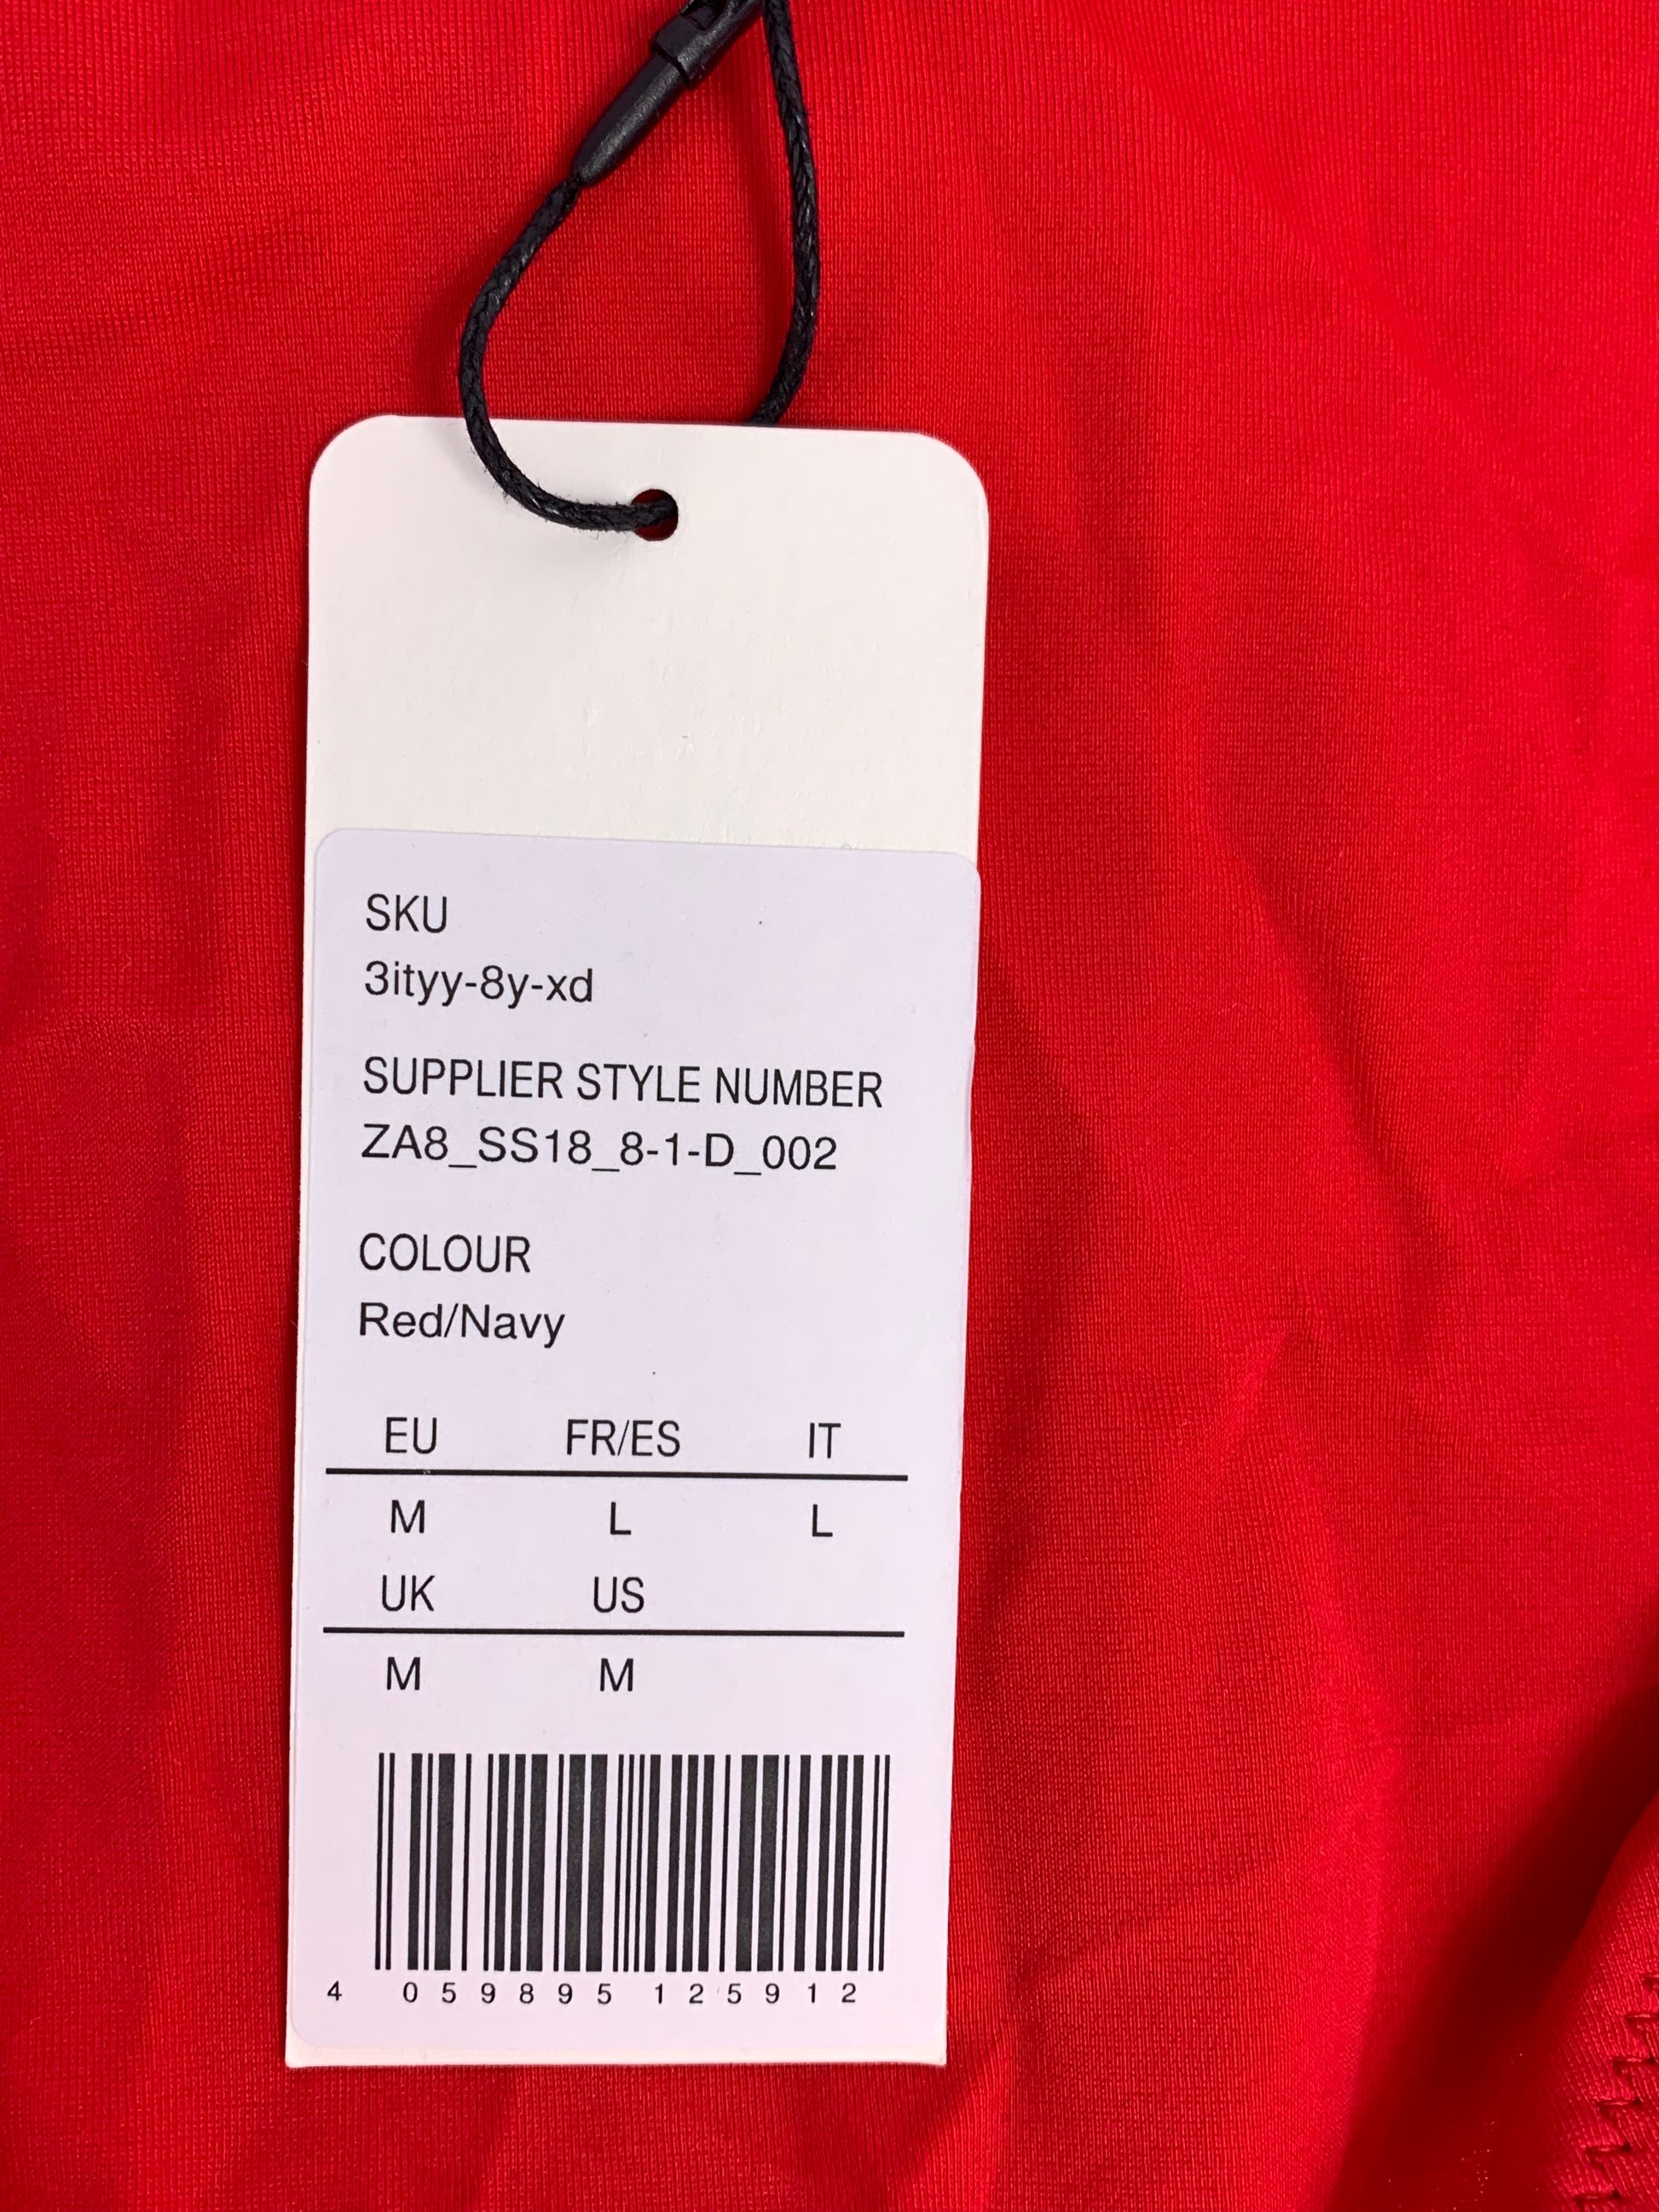 SKU
3ityy-8y-xd
SUPPLIER STYLE NUMBER
ZA8_SS18_8-1-D_002
COLOUR
Red/Navy
EU FR/ES IT
M L L
UK US
M M
4 059895 125912